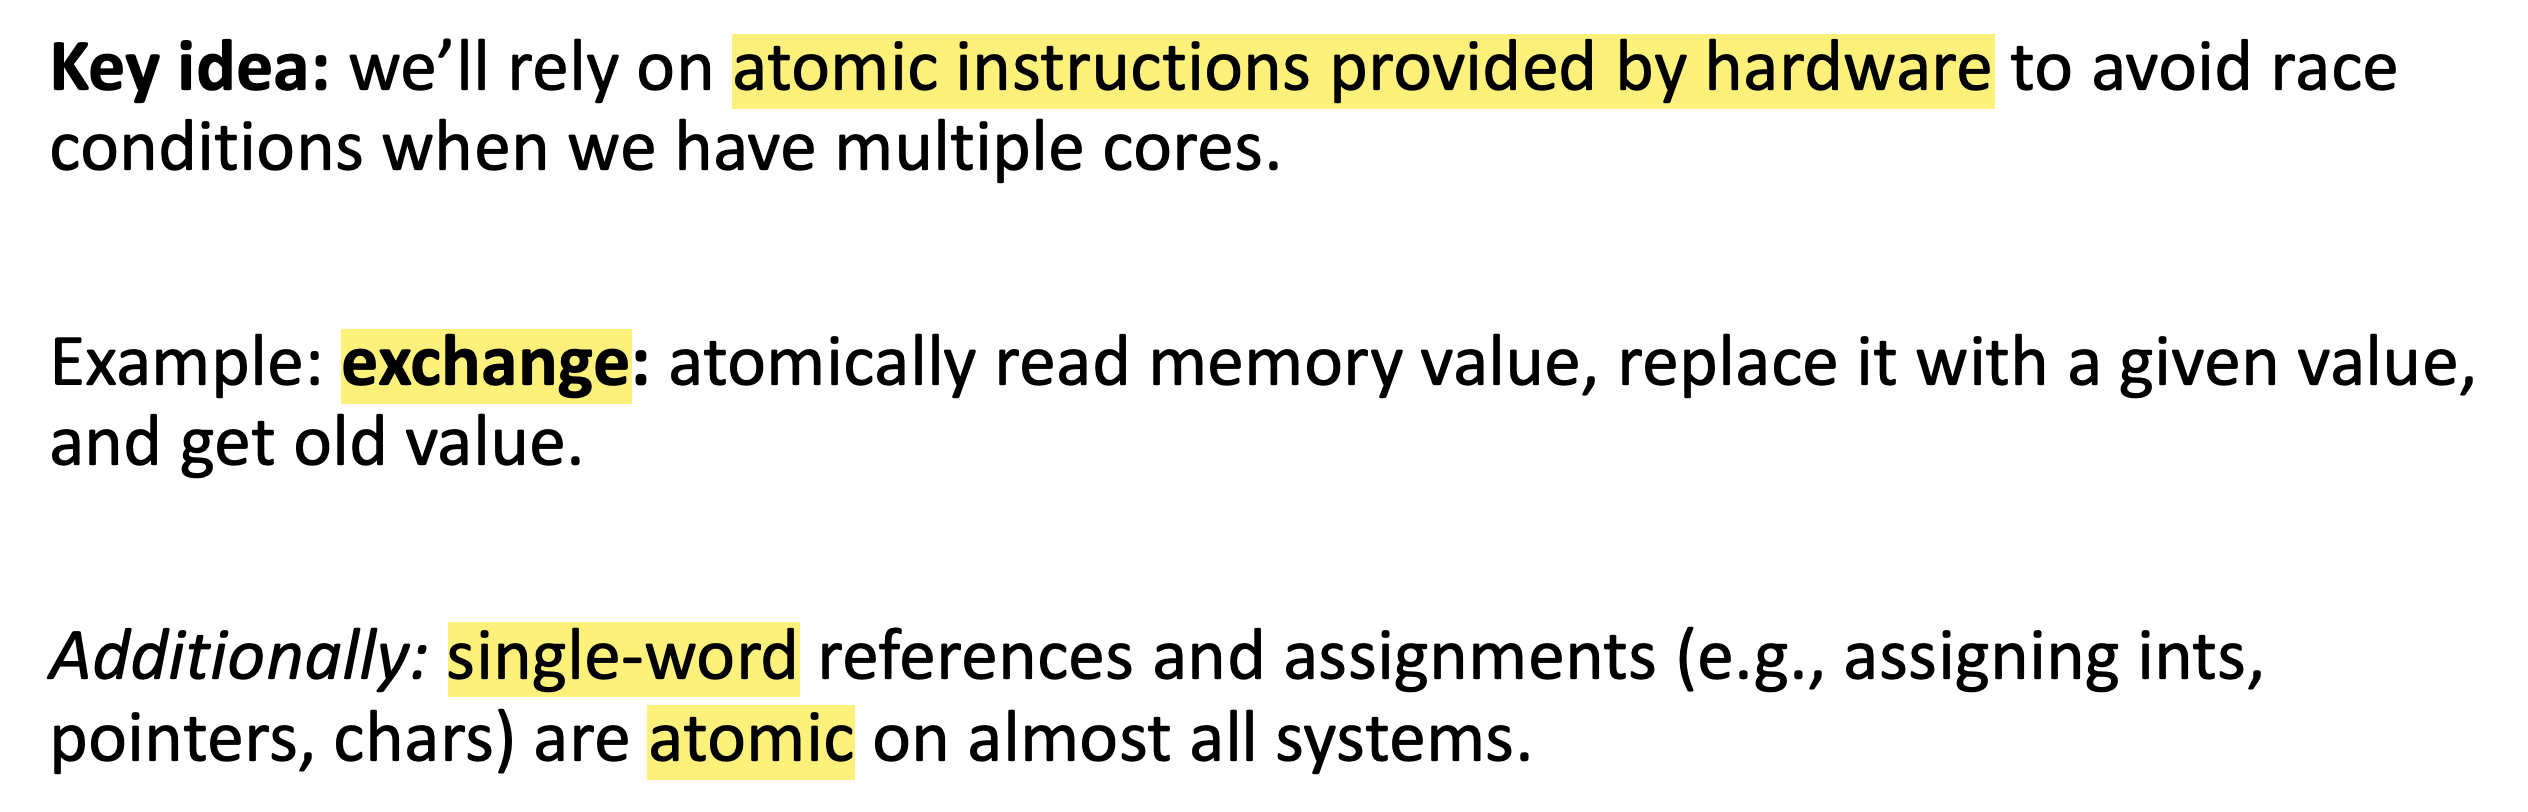 Key idea: we’ll rely on atomic instructions provided by hardware to avoid race
conditions when we have multiple cores.
Example: exchange: atomically read memory value, replace it with a given value,
and get old value.
Additionally: single-word references and assignments (e.g., assigning ints,
pointers, chars) are atomic on almost all systems.